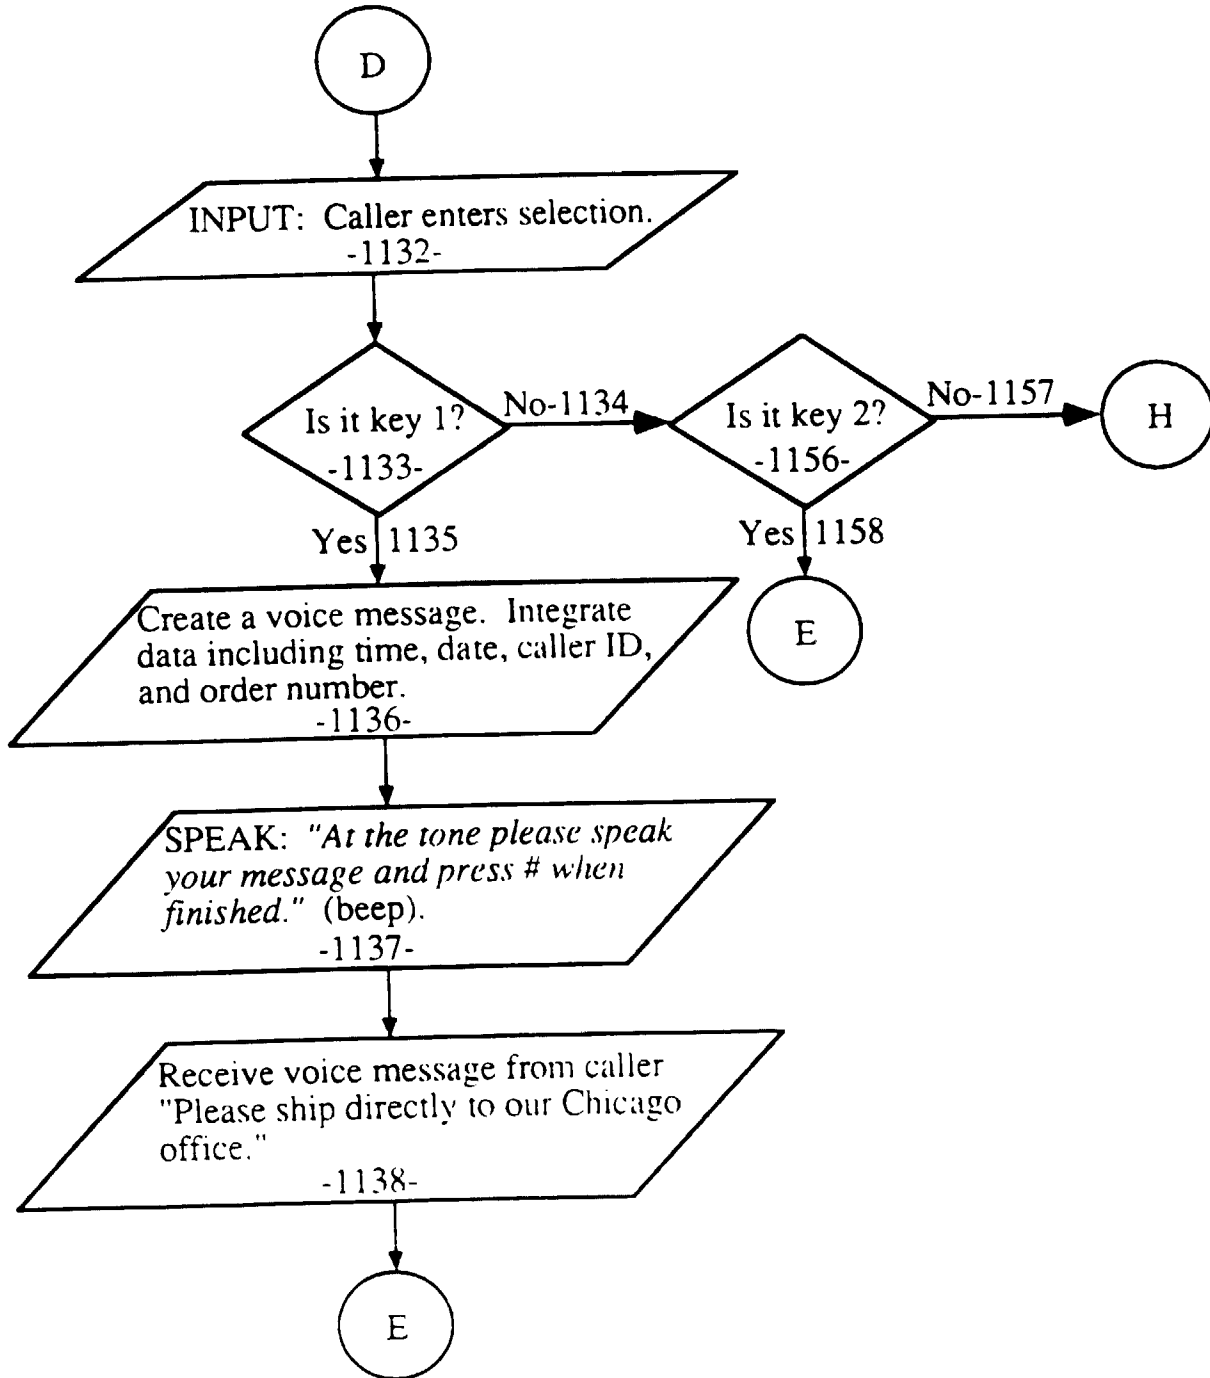 D
INPUT: Caller enters selection.
-1132-
Is it key 1?
-1133-
No-1134
Is it key 2?
-1156-
No-1157
H
Yes 1135
Yes 1158
E
Create a voice message. Integrate
data including time, date, caller ID,
and order number.
-1136-
SPEAK: "At the tone please speak
your message and press # when
finished." (beep).
-1137-
Receive voice message from caller
"Please ship directly to our Chicago
office."
-1138-
E